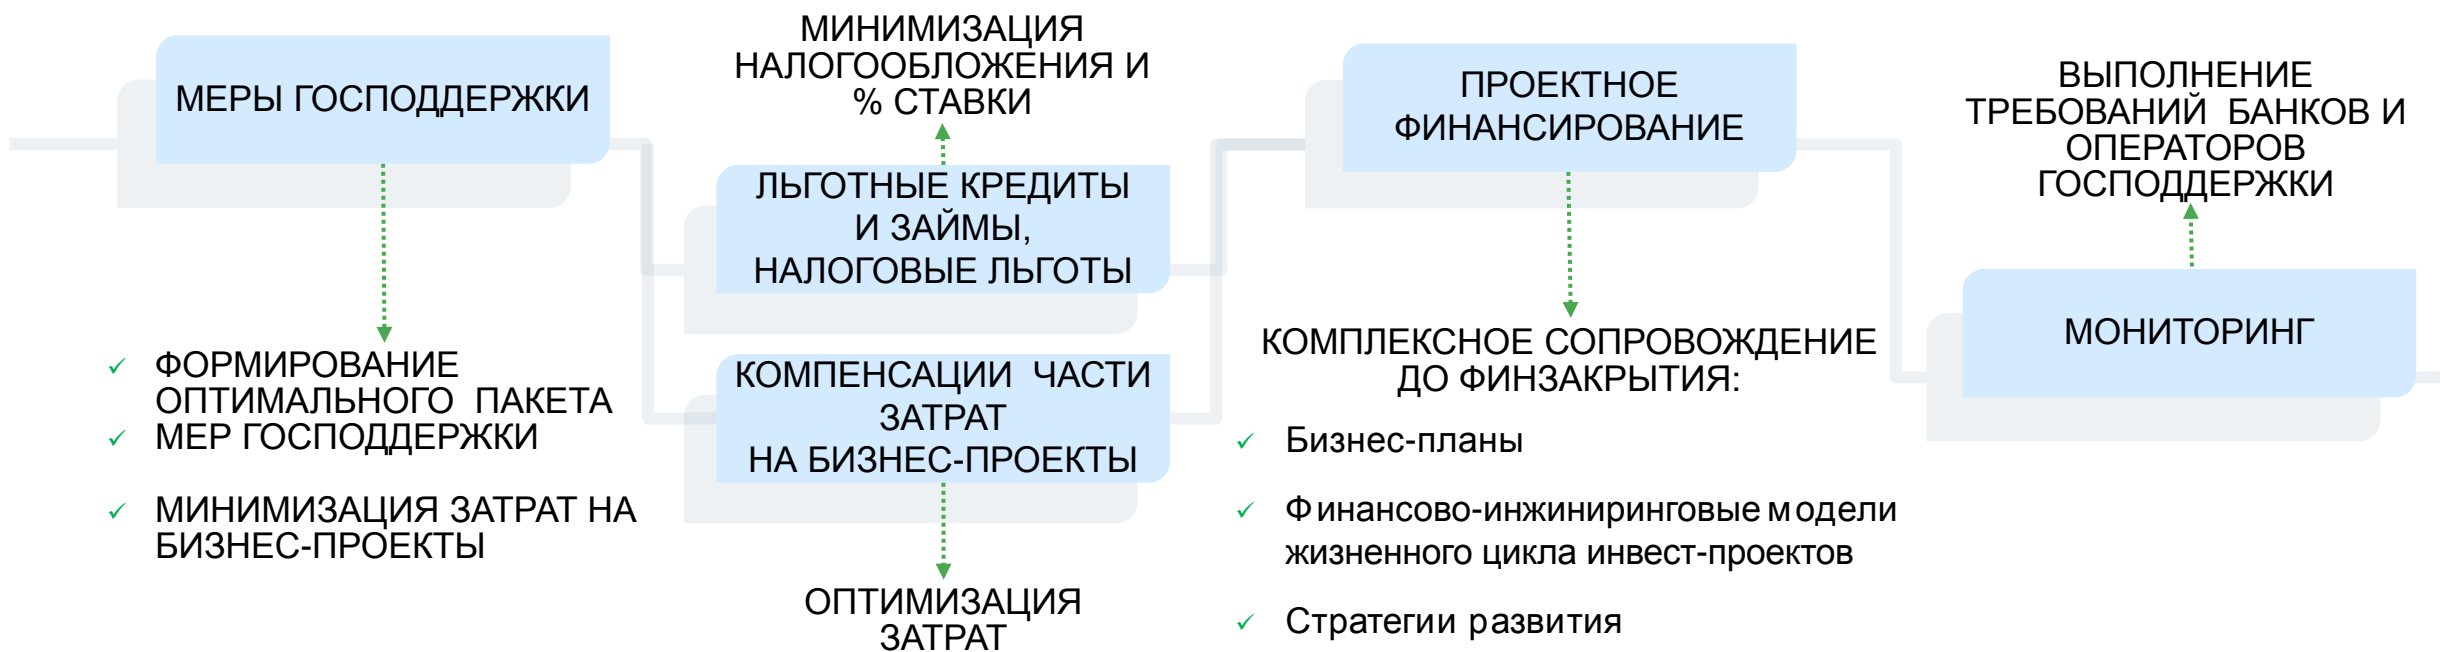 МЕРЫ ГОСПОДДЕРЖКИ
ФОРМИРОВАНИЕ
ОПТИМАЛЬНОГО ПАКЕТА
МЕР ГОСПОДДЕРЖКИ
МИНИМИЗАЦИЯ ЗАТРАТ НА
БИЗНЕС-ПРОЕКТЫ
МИНИМИЗАЦИЯ
НАЛОГООБЛОЖЕНИЯ И
% СТАВКИ
ЛЬГОТНЫЕ КРЕДИТЫ
И ЗАЙМЫ,
НАЛОГОВЫЕ ЛЬГОТЫ
КОМПЕНСАЦИИ ЧАСТИ
ЗАТРАТ
НА БИЗНЕС-ПРОЕКТЫ
ОПТИМИЗАЦИЯ
ЗАТРАТ
ПРОЕКТНОЕ
ФИНАНСИРОВАНИЕ
КОМПЛЕКСНОЕ СОПРОВОЖДЕНИЕ
ДО ФИНЗАКРЫТИЯ:
Бизнес-планы
Финансово-инжиниринговые модели
жизненного цикла инвест-проектов
Стратегии развития
ВЫПОЛНЕНИЕ
ТРЕБОВАНИЙ БАНКОВ И
ОПЕРАТОРОВ
ГОСПОДДЕРЖКИ
МОНИТОРИНГ